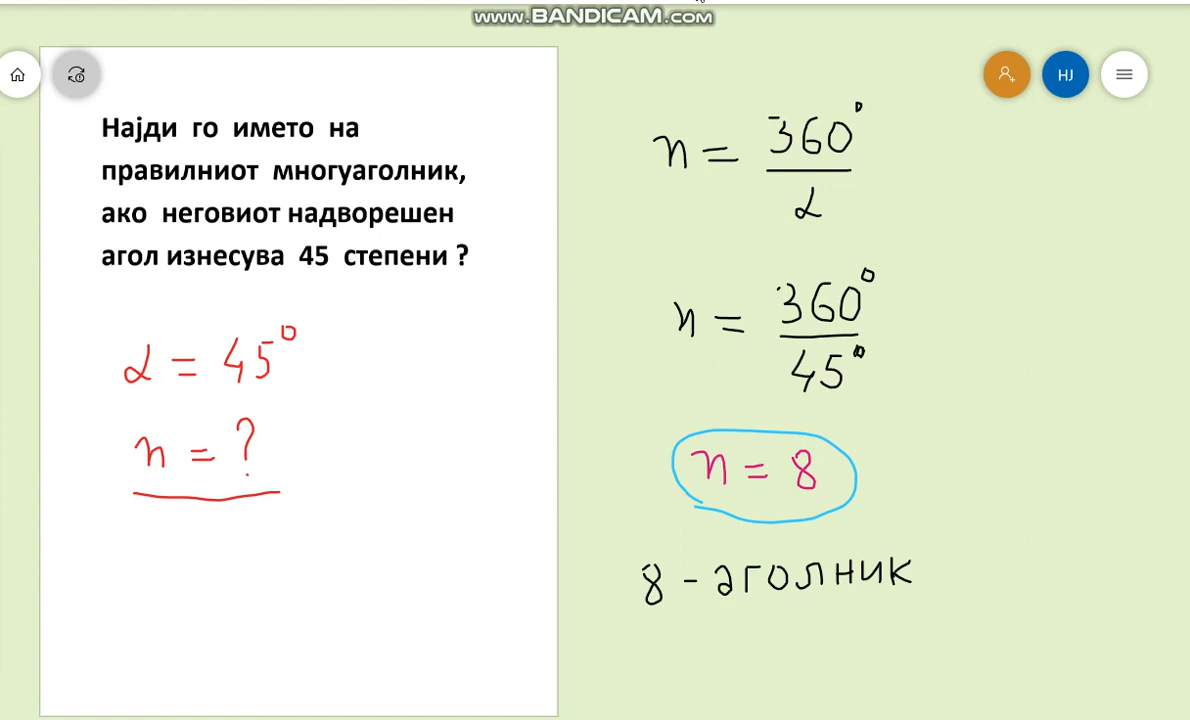 www.BANDICAM.com
HJ
Најди го името на
правилниот многуаголник,
ако неговиот надворешен
агол изнесува 45 степени ?
α = 45°
n = ?
n = 360° / α
n = 360° / 45°
n = 8
8 - аголник